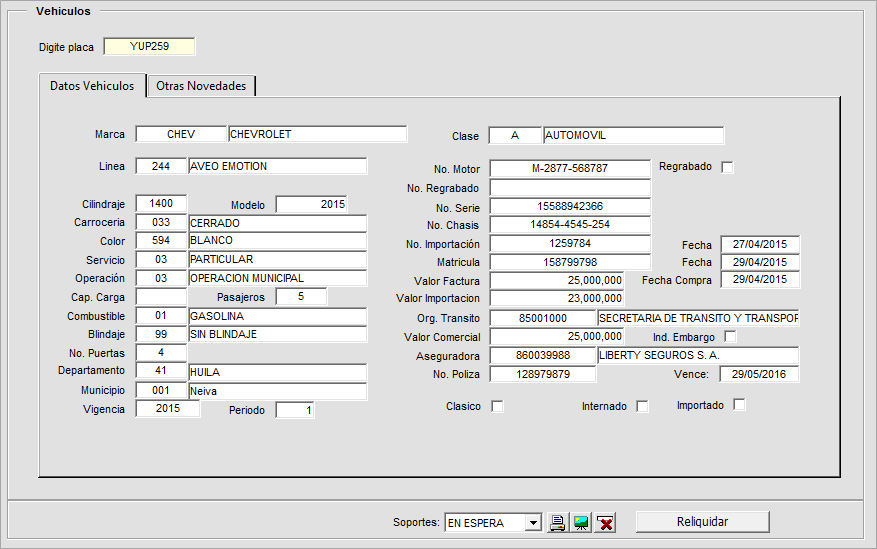 Vehiculos
Digite placa YUP259
Datos Vehiculos Otras Novedades
Marca CHEV CHEVROLET
Linea 244 AVEO EMOTION
Cilindraje 1400 Modelo 2015
Carroceria 033 CERRADO
Color 594 BLANCO
Servicio 03 PARTICULAR
Operación 03 OPERACION MUNICIPAL
Cap. Carga Pasajeros 5
Combustible 01 GASOLINA
Blindaje 99 SIN BLINDAJE
No. Puertas 4
Departamento 41 HUILA
Municipio 001 Neiva
Vigencia 2015 Periodo 1
Clase A AUTOMOVIL
No. Motor M-2877-568787 Regrabado
No. Regrabado
No. Serie 15588942366
No. Chasis 14854-4545-254
No. Importación 1259784 Fecha 27/04/2015
Matricula 158799798 Fecha 29/04/2015
Valor Factura 25,000,000 Fecha Compra 29/04/2015
Valor Importacion 23,000,000
Org. Transito 85001000 SECRETARIA DE TRANSITO Y TRANSPOR
Valor Comercial 25,000,000 Ind. Embargo
Aseguradora 860039988 LIBERTY SEGUROS S. A.
No. Poliza 128979879 Vence: 29/05/2016
Clasico Internado Importado
Soportes: EN ESPERA Reliquidar